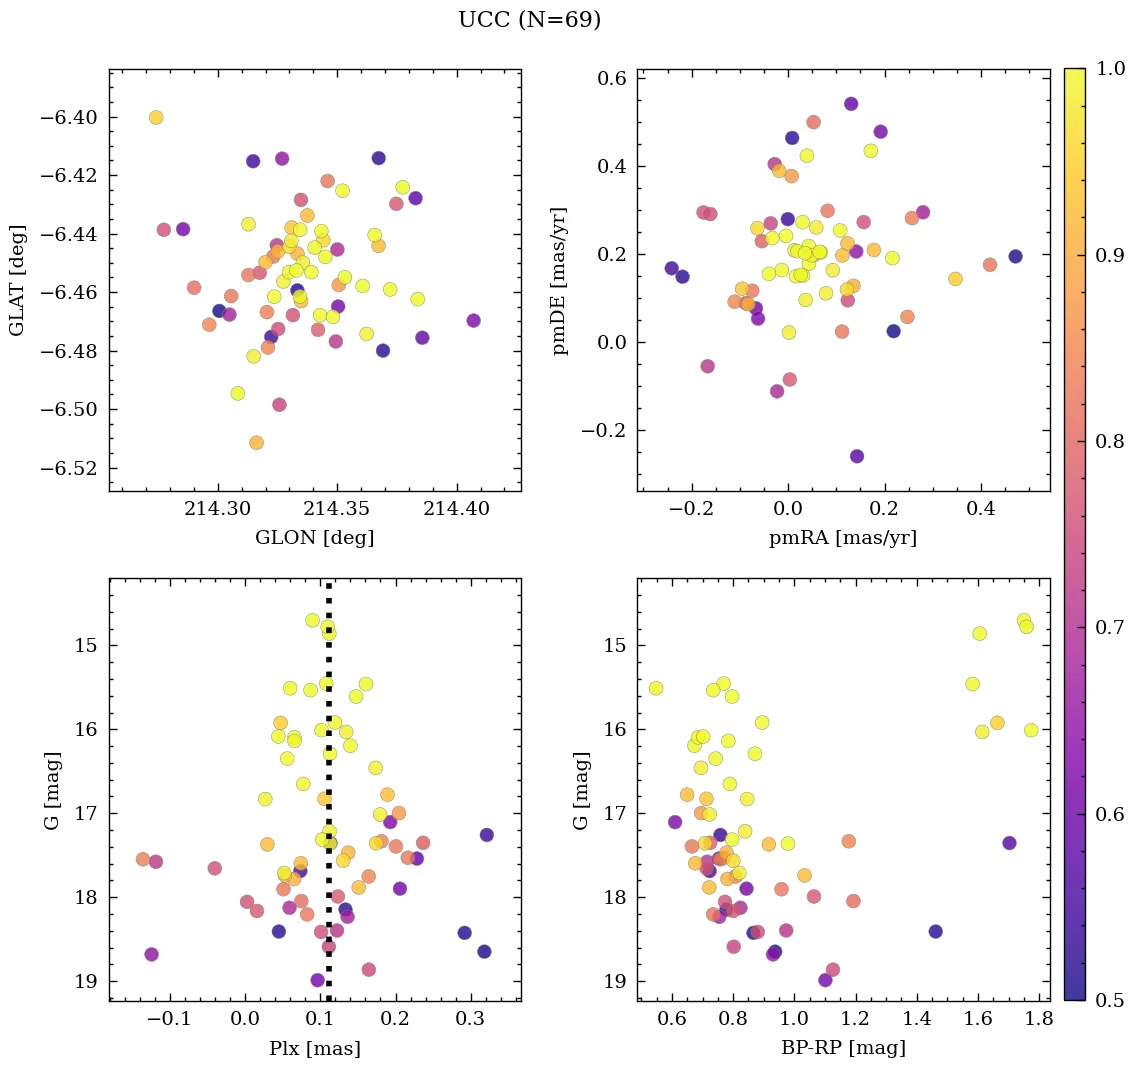 UCC (N=69)
−6.40
−6.42
−6.44
−6.46
−6.48
−6.50
−6.52
GLAT [deg]
214.30 214.35 214.40
GLON [deg]
0.6
0.4
0.2
0.0
−0.2
pmDE [mas/yr]
−0.2 0.0 0.2 0.4
pmRA [mas/yr]
15
16
17
18
19
G [mag]
−0.1 0.0 0.1 0.2 0.3
Plx [mas]
15
16
17
18
19
G [mag]
0.6 0.8 1.0 1.2 1.4 1.6 1.8
BP-RP [mag]
1.0
0.9
0.8
0.7
0.6
0.5